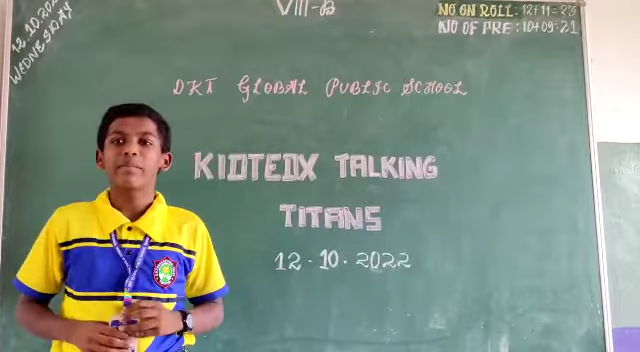 VIII-B
12.10.2022
WEDNESDAY
NO ON ROLL: 12+11=23
NO OF PRE: 10+09=21
DKT GLOBAL PUBLIC SCHOOL
KIDTEDX TALKING
TITANS
12.10.2022